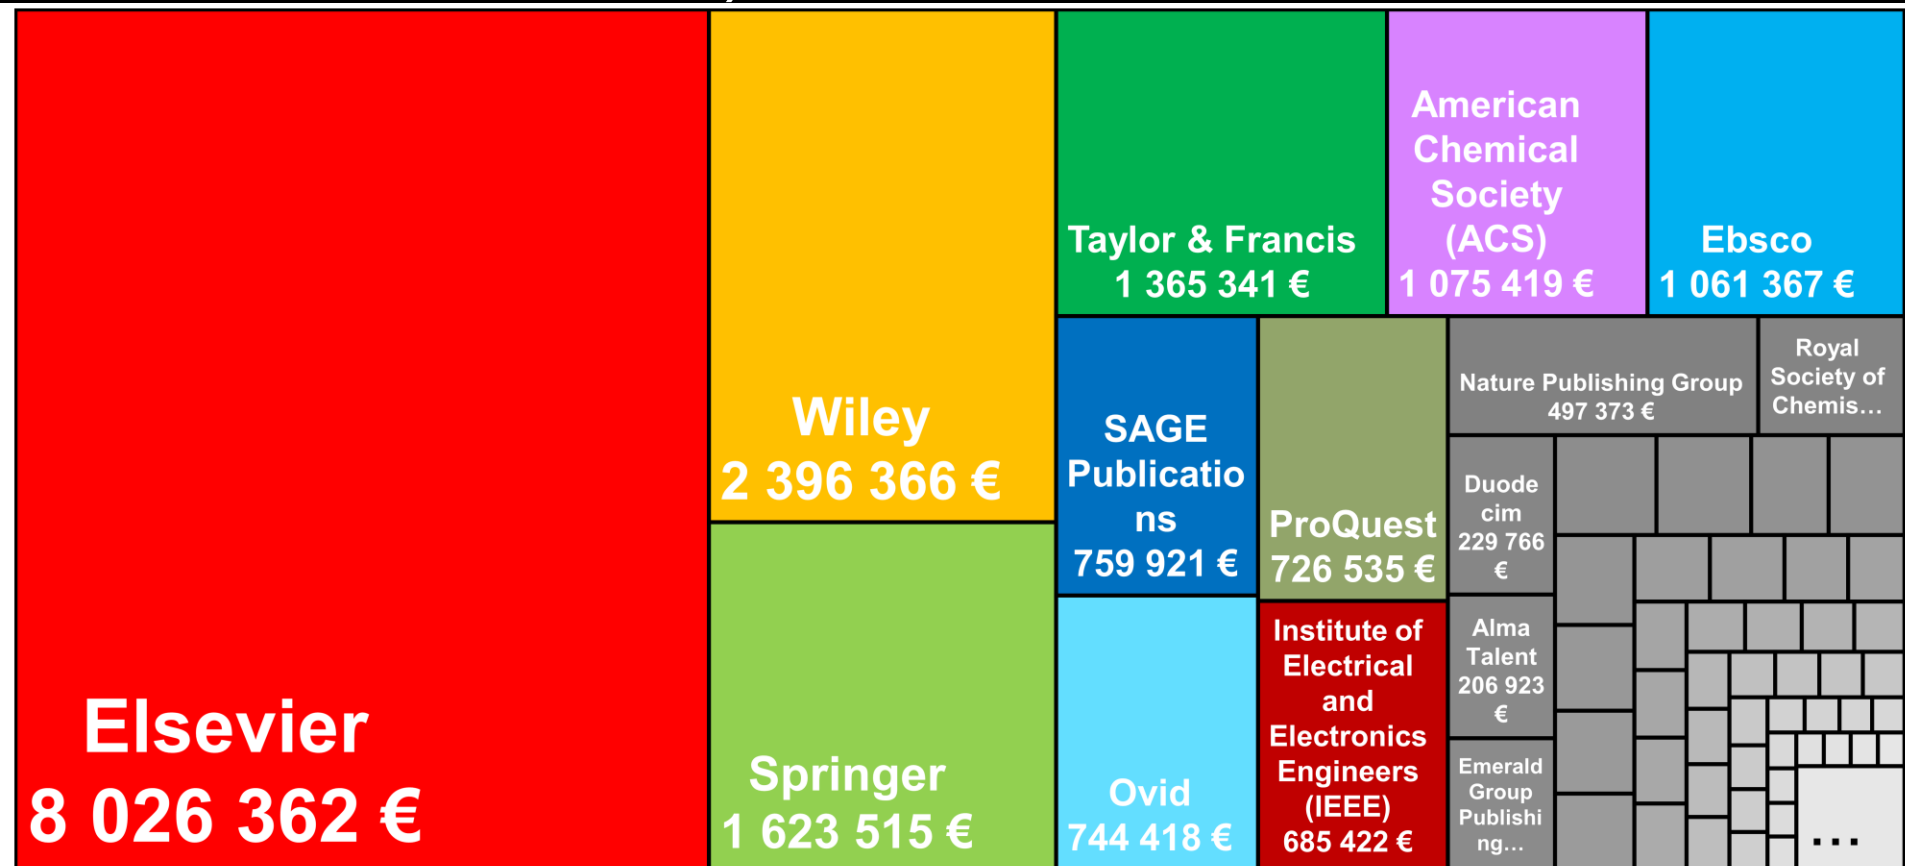 Elsevier
8 026 362 €
Wiley
2 396 366 €
Springer
1 623 515 €
Taylor & Francis
1 365 341 €
American
Chemical
Society
(ACS)
1 075 419 €
Ebsco
1 061 367 €
SAGE
Publicatio
ns
759 921 €
Ovid
744 418 €
ProQuest
726 535 €
Institute of
Electrical
and
Electronics
Engineers
(IEEE)
685 422 €
Nature Publishing Group
497 373 €
Royal
Society of
Chemis…
Duode
cim
229 766
€
Alma
Talent
206 923
€
Emerald
Group
Publishi
ng…
…